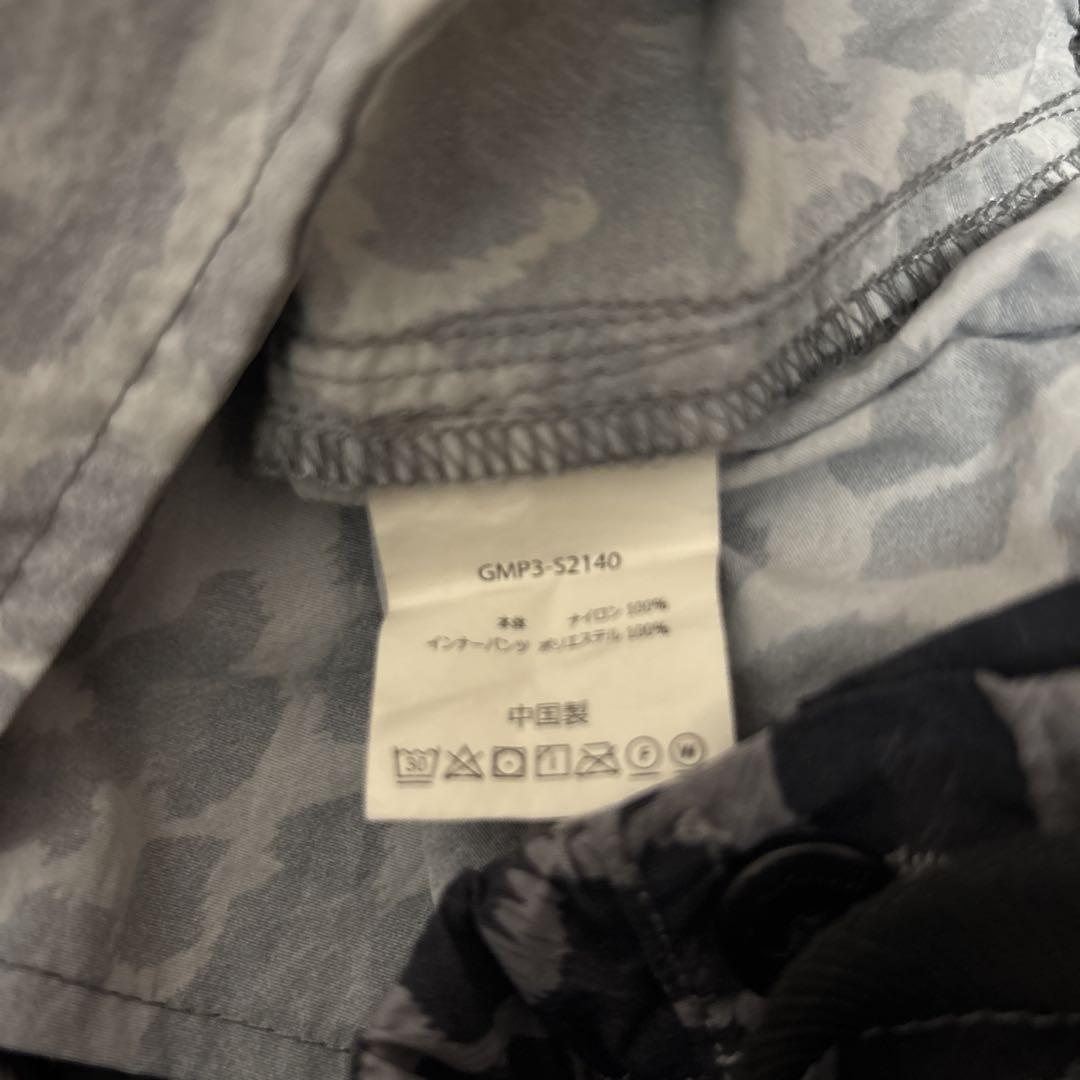 GMP3-S2140
本体 ナイロン 100%
インナーパンツ ポリエステル 100%
中国製
30 F W